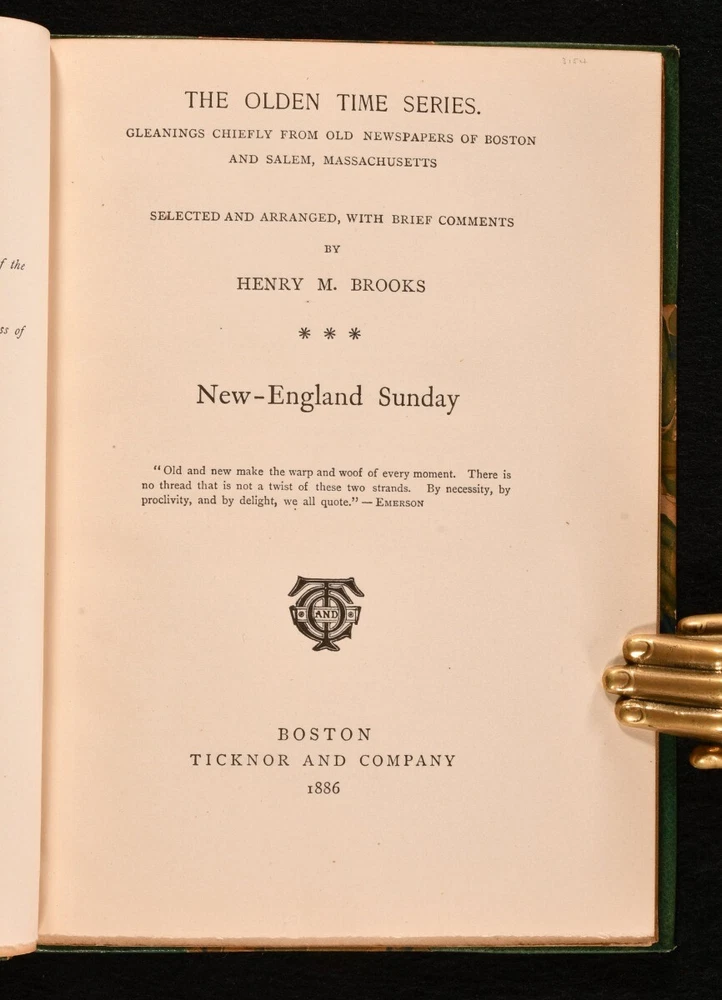 f the
ss of
THE OLDEN TIME SERIES.
GLEANINGS CHIEFLY FROM OLD NEWSPAPERS OF BOSTON
AND SALEM, MASSACHUSETTS
SELECTED AND ARRANGED, WITH BRIEF COMMENTS
BY
HENRY M. BROOKS
* * *
New-England Sunday
“Old and new make the warp and woof of every moment. There is
no thread that is not a twist of these two strands. By necessity, by
proclivity, and by delight, we all quote.” — EMERSON
AND
BOSTON
TICKNOR AND COMPANY
1886